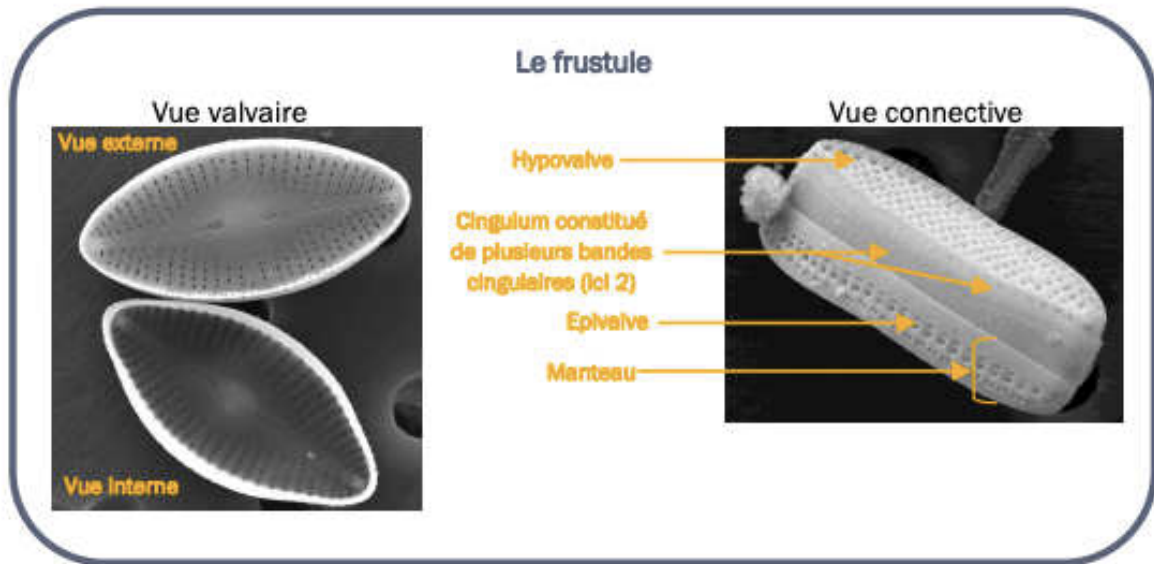 Le frustule
Vue valvaire
Vue externe
Vue interne
Vue connective
Hypovalve
Cingulum constitué
de plusieurs bandes
cingulaires (ici 2)
Epivalve
Manteau